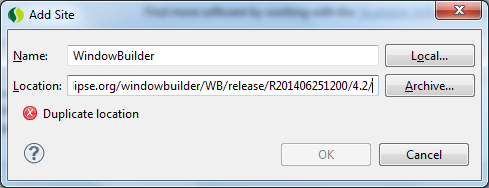 Add Site
Name: WindowBuilder Local...
Location: ipse.org/windowbuilder/WB/release/R201406251200/4.2/ Archive...
Duplicate location
? OK Cancel